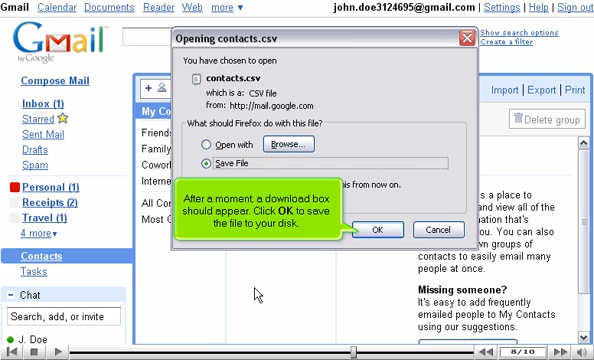 Gmail Calendar Documents Reader Web more ▼ john.doe3124695@gmail.com | Settings | Help | Sign out
Gmail
by Google
Show search options
Create a filter
Compose Mail
Inbox (1)
Starred
Sent Mail
Drafts
Spam
Personal (1)
Receipts (2)
Travel (1)
4 more▼
Contacts
Tasks
− Chat
Search, add, or invite
J. Doe
+
My Co
Friends
Family
Cowor
Interne
All Con
Most C
Import | Export | Print
Delete group
Opening contacts.csv
You have chosen to open
contacts.csv
which is a: CSV file
from: http://mail.google.com
What should Firefox do with this file?
Open with Browse...
Save File
is from now on.
OK Cancel
After a moment, a download box
should appear. Click OK to save
the file to your disk.
s is a place to
and view all of the
mation that's
you. You can also
own groups of
contacts to easily email many
people at once.
Missing someone?
It's easy to add frequently
emailed people to My Contacts
using our suggestions.
8/10